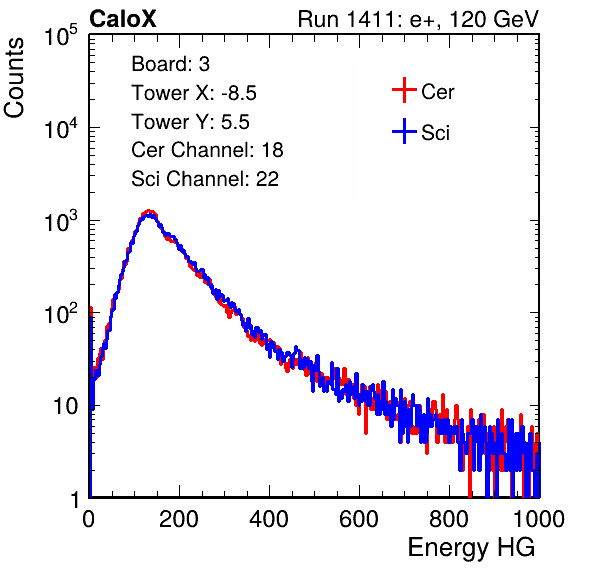 CaloX
Run 1411: e+, 120 GeV
Board: 3
Tower X: -8.5
Tower Y: 5.5
Cer Channel: 18
Sci Channel: 22
Cer
Sci
Counts
10^5
10^4
10^3
10^2
10
1
0 200 400 600 800 1000
Energy HG